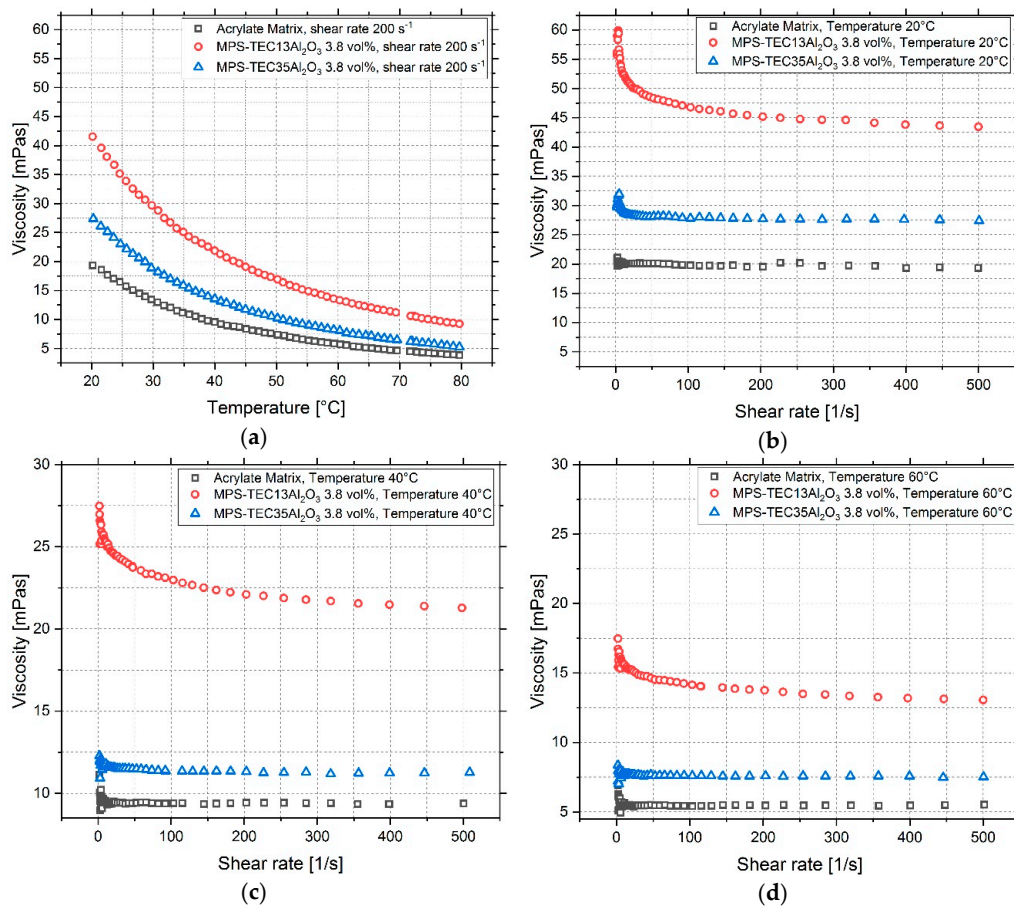 60
55
50
45
40
35
30
25
20
15
10
5
Viscosity [mPas]
Acrylate Matrix, shear rate 200 s⁻¹
MPS-TEC13Al₂O₃ 3.8 vol%, shear rate 200 s⁻¹
MPS-TEC35Al₂O₃ 3.8 vol%, shear rate 200 s⁻¹
20 30 40 50 60 70 80
Temperature [°C]
(a)
60
55
50
45
40
35
30
25
20
15
10
5
Viscosity [mPas]
Acrylate Matrix, Temperature 20°C
MPS-TEC13Al₂O₃ 3.8 vol%, Temperature 20°C
MPS-TEC35Al₂O₃ 3.8 vol%, Temperature 20°C
0 100 200 300 400 500
Shear rate [1/s]
(b)
30
25
20
15
10
Viscosity [mPas]
Acrylate Matrix, Temperature 40°C
MPS-TEC13Al₂O₃ 3.8 vol%, Temperature 40°C
MPS-TEC35Al₂O₃ 3.8 vol%, Temperature 40°C
0 50 100 150 200 250 300 350 400 450 500
Shear rate [1/s]
(c)
30
25
20
15
10
5
Viscosity [mPas]
Acrylate Matrix, Temperature 60°C
MPS-TEC13Al₂O₃ 3.8 vol%, Temperature 60°C
MPS-TEC35Al₂O₃ 3.8 vol%, Temperature 60°C
0 100 200 300 400 500
Shear rate [1/s]
(d)